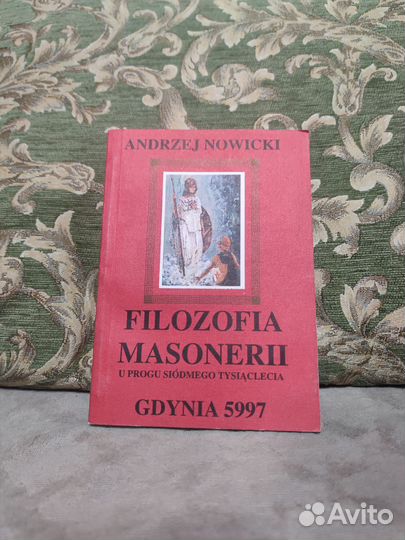 ANDRZEJ NOWICKI
FILOZOFIA
MASONERII
U PROGU SIÓDMEGO TYSIĄCLECIA
GDYNIA 5997
Avito